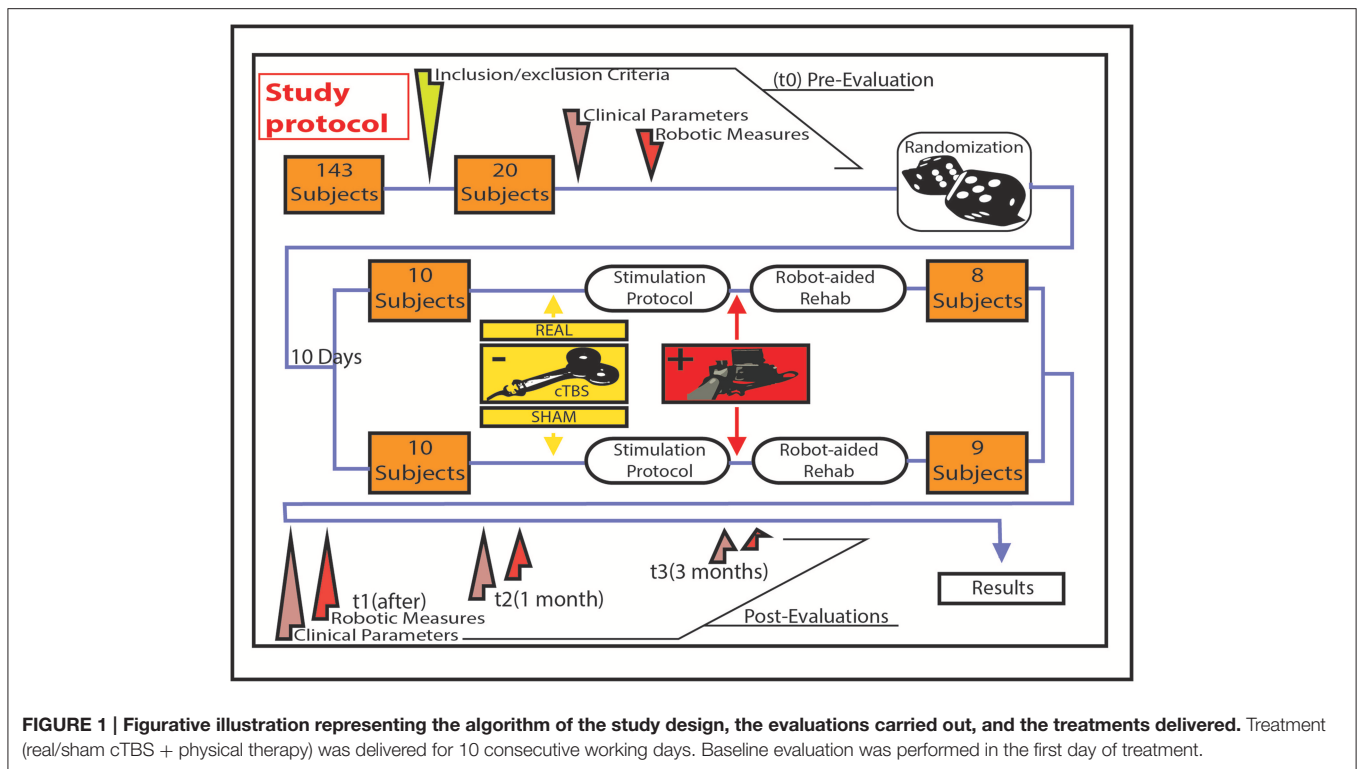 Study
protocol
Inclusion/exclusion Criteria
(t0) Pre-Evaluation
Clinical Parameters
Robotic Measures
Randomization
143
Subjects
20
Subjects
10
Subjects
Stimulation
Protocol
Robot-aided
Rehab
8
Subjects
10 Days
REAL
-
cTBS
SHAM
+
10
Subjects
Stimulation
Protocol
Robot-aided
Rehab
9
Subjects
t1(after)
Robotic Measures
Clinical Parameters
t2(1 month)
t3(3 months)
Post-Evaluations
Results
FIGURE 1 | Figurative illustration representing the algorithm of the study design, the evaluations carried out, and the treatments delivered. Treatment
(real/sham cTBS + physical therapy) was delivered for 10 consecutive working days. Baseline evaluation was performed in the first day of treatment.